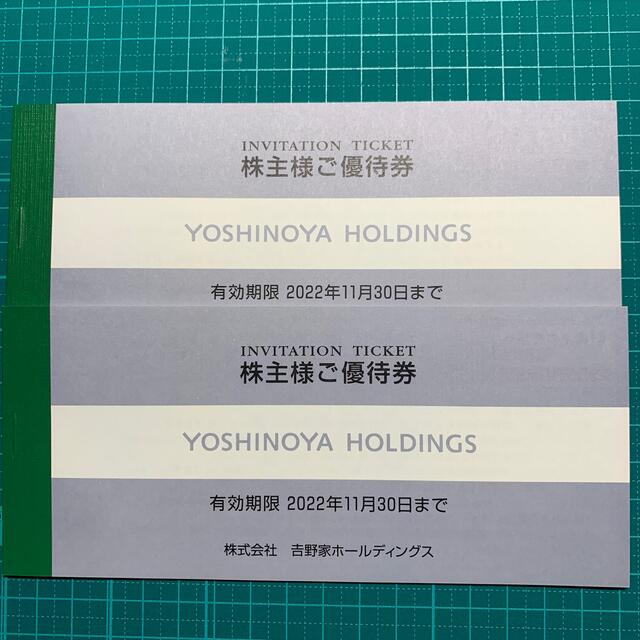 INVITATION TICKET
株主様ご優待券
YOSHINOYA HOLDINGS
有効期限 2022年11月30日まで
INVITATION TICKET
株主様ご優待券
YOSHINOYA HOLDINGS
有効期限 2022年11月30日まで
株式会社 吉野家ホールディングス